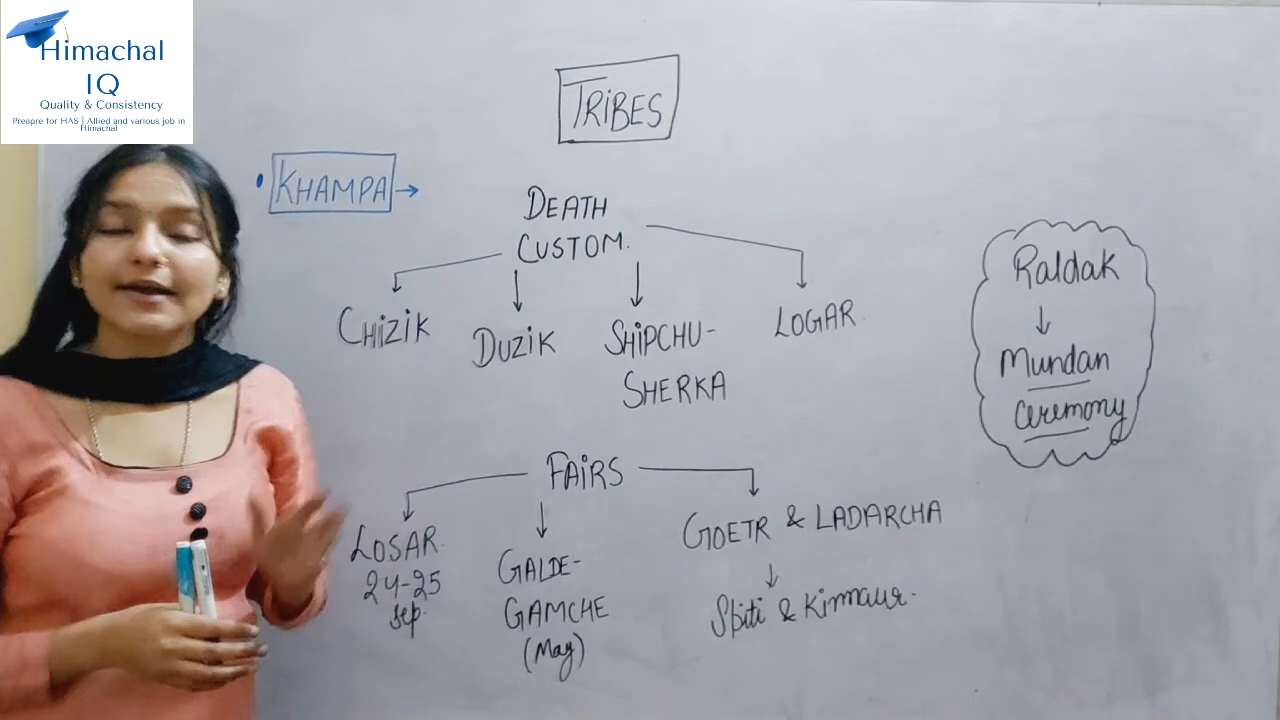 Himachal
IQ
Quality & Consistency
Preapre for HAS | Allied and various job in
Himachal
TRiBES
• KHAMPA →
DEATH
CUSTOM.
CHiZiK
DUZiK
SHiPCHU-
SHERKA
LOGAR
Raldak
Mundan
Ceremony
FAiRS
LOSAR
24-25
Sep.
GALDE-
GAMCHE
(May)
GOETR & LADARCHA
Spiti & Kinnaur.